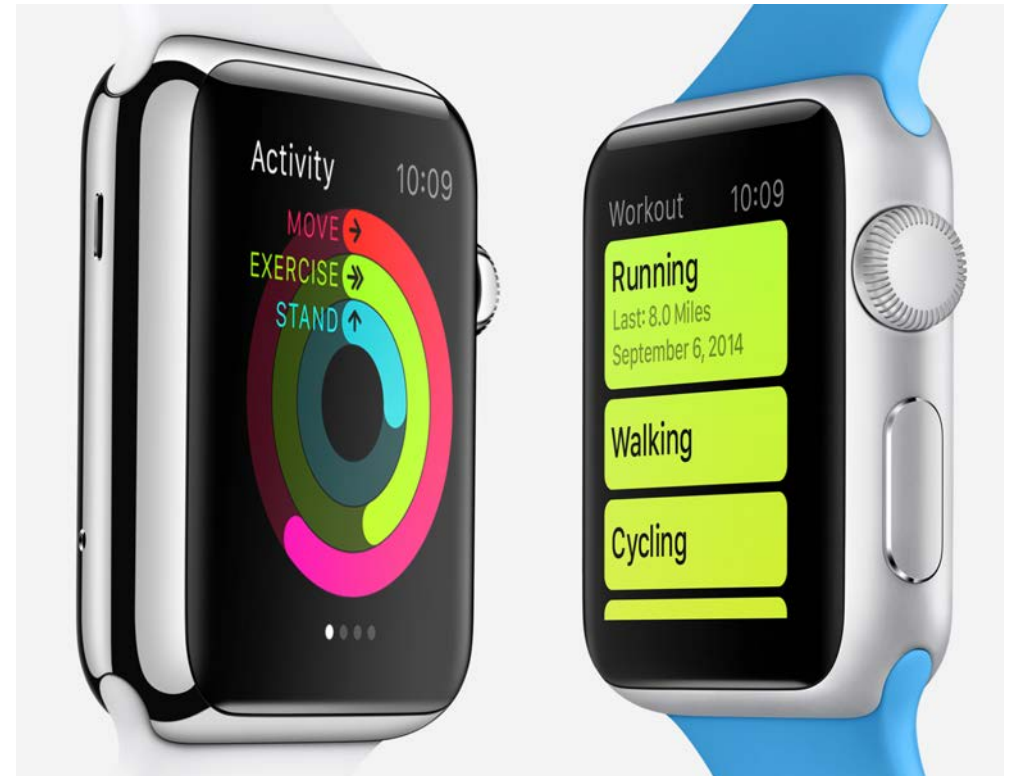 Activity
10:09
MOVE
EXERCISE
STAND
Workout 10:09
Running
Last: 8.0 Miles
September 6, 2014
Walking
Cycling